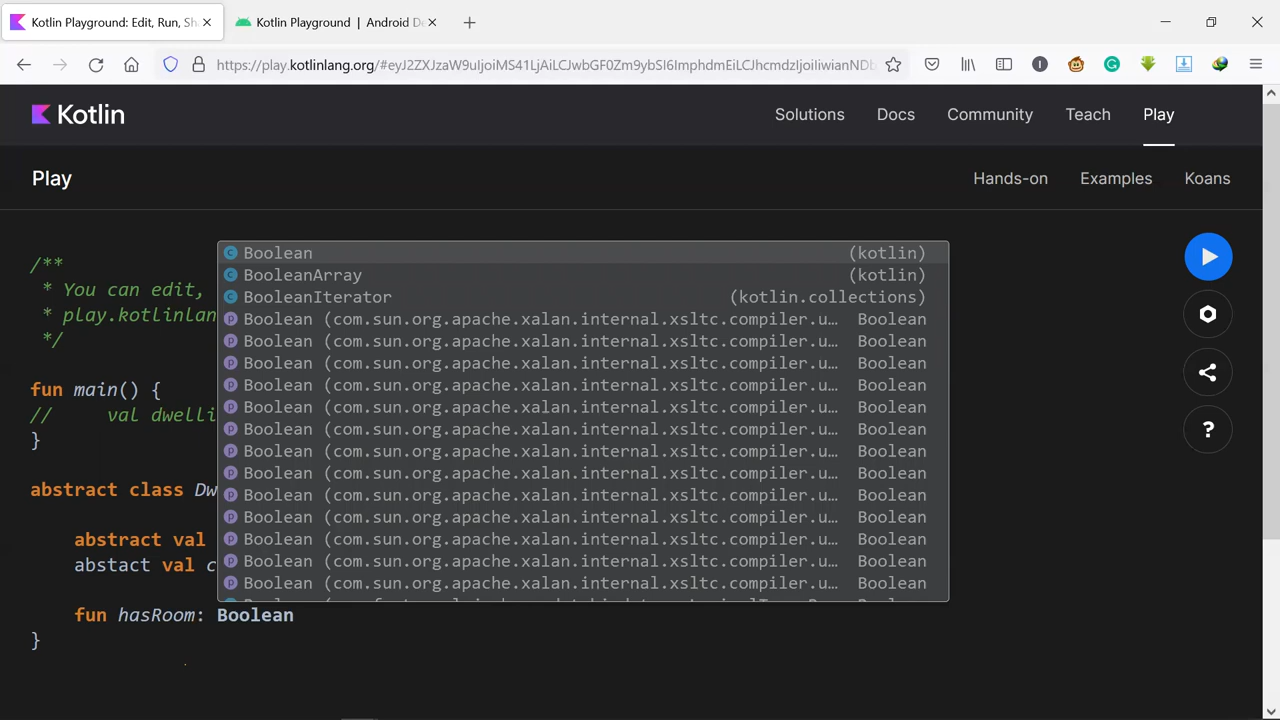 Kotlin Playground: Edit, Run, Sh
Kotlin Playground | Android De
https://play.kotlinlang.org/#eyJ2ZXJzaW9uIjoiMS41LjAiLCJwbGF0Zm9ybSI6ImphdmEiLCJhcmdzIjoiIiwianNDb
Kotlin
Solutions Docs Community Teach Play
Play
Hands-on Examples Koans
/**
* You can edit,
* play.kotlinlan
*/
fun main() {
// val dwelli
}
abstract class Dw
abstract val
abstact val c
fun hasRoom: Boolean
}
Boolean (kotlin)
BooleanArray (kotlin)
BooleanIterator (kotlin.collections)
Boolean (com.sun.org.apache.xalan.internal.xsltc.compiler.u… Boolean
Boolean (com.sun.org.apache.xalan.internal.xsltc.compiler.u… Boolean
Boolean (com.sun.org.apache.xalan.internal.xsltc.compiler.u… Boolean
Boolean (com.sun.org.apache.xalan.internal.xsltc.compiler.u… Boolean
Boolean (com.sun.org.apache.xalan.internal.xsltc.compiler.u… Boolean
Boolean (com.sun.org.apache.xalan.internal.xsltc.compiler.u… Boolean
Boolean (com.sun.org.apache.xalan.internal.xsltc.compiler.u… Boolean
Boolean (com.sun.org.apache.xalan.internal.xsltc.compiler.u… Boolean
Boolean (com.sun.org.apache.xalan.internal.xsltc.compiler.u… Boolean
Boolean (com.sun.org.apache.xalan.internal.xsltc.compiler.u… Boolean
Boolean (com.sun.org.apache.xalan.internal.xsltc.compiler.u… Boolean
Boolean (com.sun.org.apache.xalan.internal.xsltc.compiler.u… Boolean
Boolean (com.sun.org.apache.xalan.internal.xsltc.compiler.u… Boolean